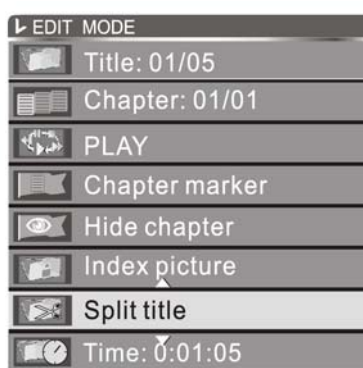 EDIT MODE
Title: 01/05
Chapter: 01/01
PLAY
Chapter marker
Hide chapter
Index picture
Split title
Time: 0:01:05